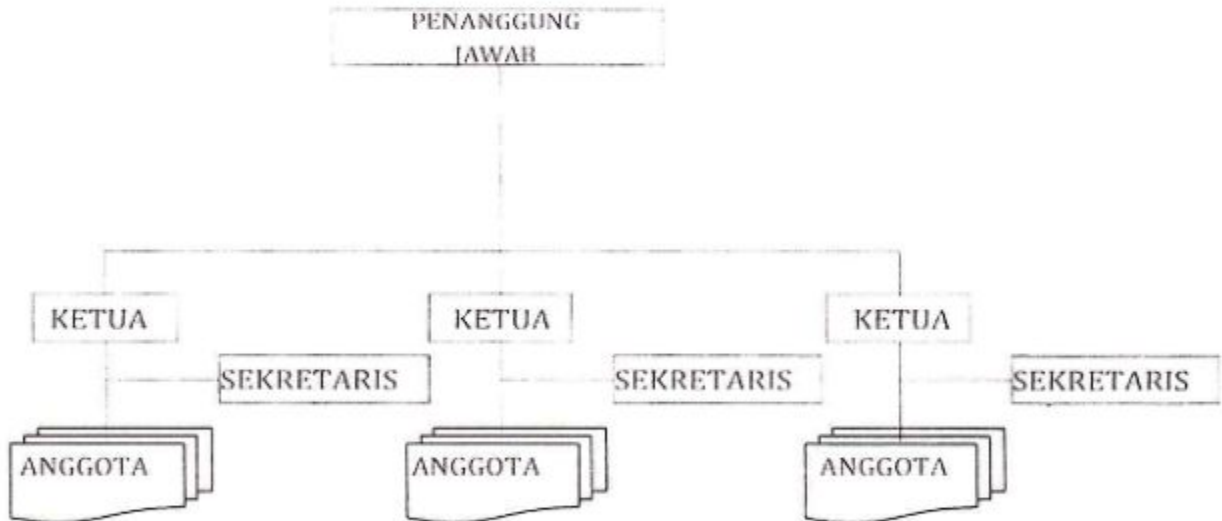 PENANGGUNG
JAWAB
KETUA
KETUA
KETUA
SEKRETARIS
SEKRETARIS
SEKRETARIS
ANGGOTA
ANGGOTA
ANGGOTA